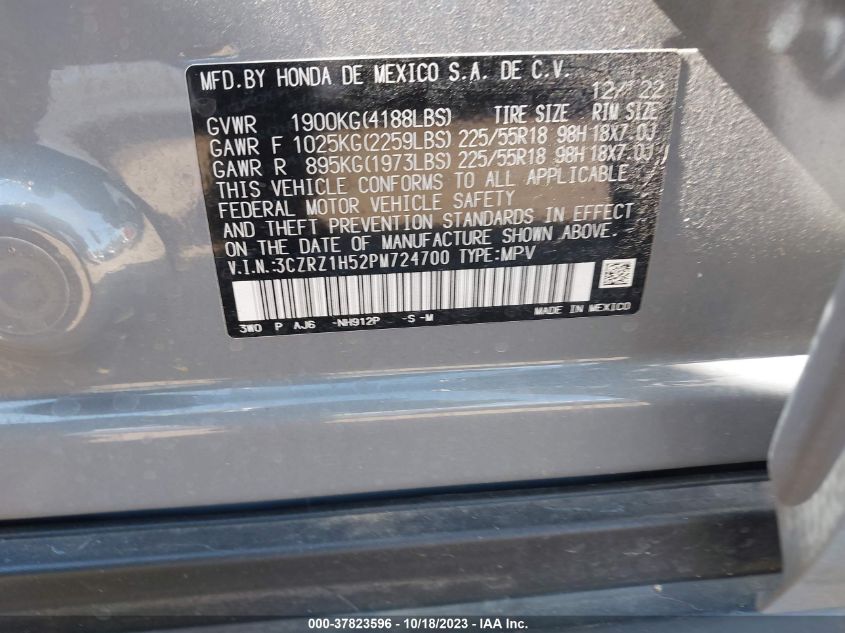 MFD.BY HONDA DE MEXICO S.A. DE C.V.
12/22
GVWR 1900KG(4188LBS) TIRE SIZE RIM SIZE
GAWR F 1025KG(2259LBS) 225/55R18 98H 18X7.0J
GAWR R 895KG(1973LBS) 225/55R18 98H 18X7.0J
THIS VEHICLE CONFORMS TO ALL APPLICABLE
FEDERAL MOTOR VEHICLE SAFETY
AND THEFT PREVENTION STANDARDS IN EFFECT
ON THE DATE OF MANUFACTURE SHOWN ABOVE.
V.I.N.:3CZRZ1H52PM724700 TYPE:MPV
3W0 P AJ6 -NH912P -S -M MADE IN MEXICO
000-37823596 - 10/18/2023 - IAA Inc.